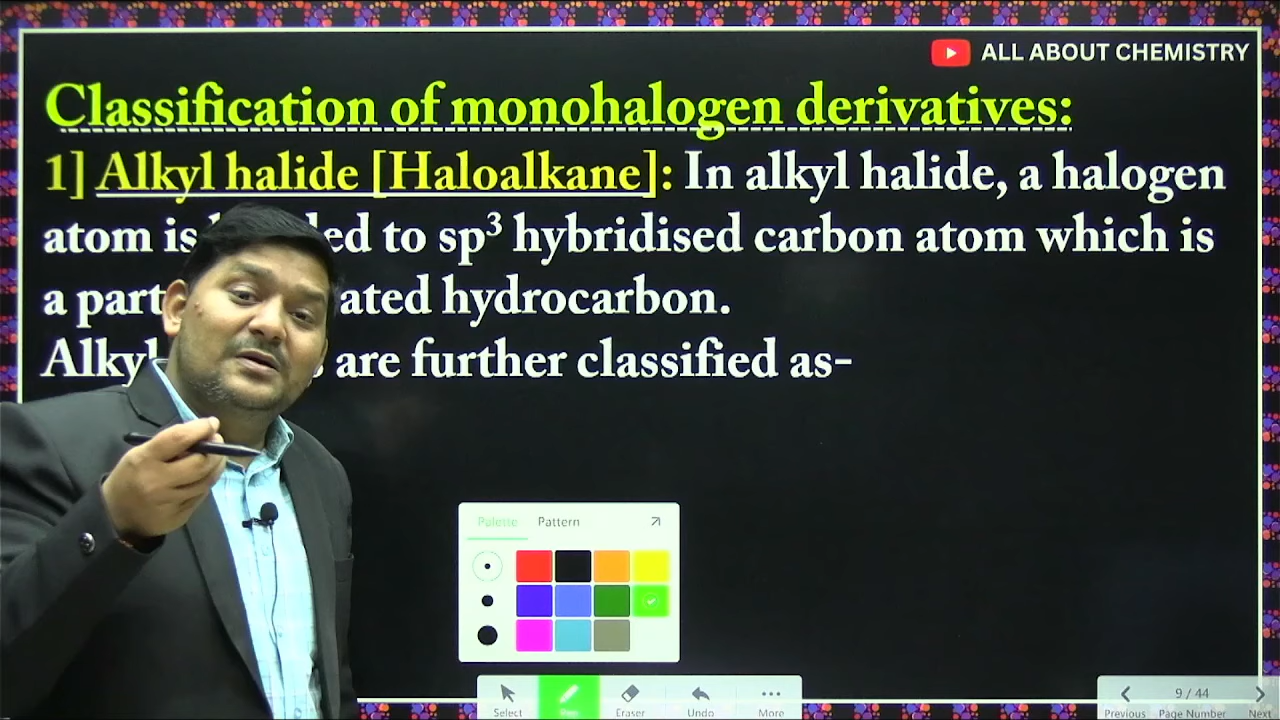 ALL ABOUT CHEMISTRY
Classification of monohalogen derivatives:
1] Alkyl halide [Haloalkane]: In alkyl halide, a halogen
atom is ed to sp³ hybridised carbon atom which is
a part ated hydrocarbon.
Alkyl s are further classified as-
Palette Pattern
Select Pen Eraser Undo More
9 / 44
Previous Page Number Next